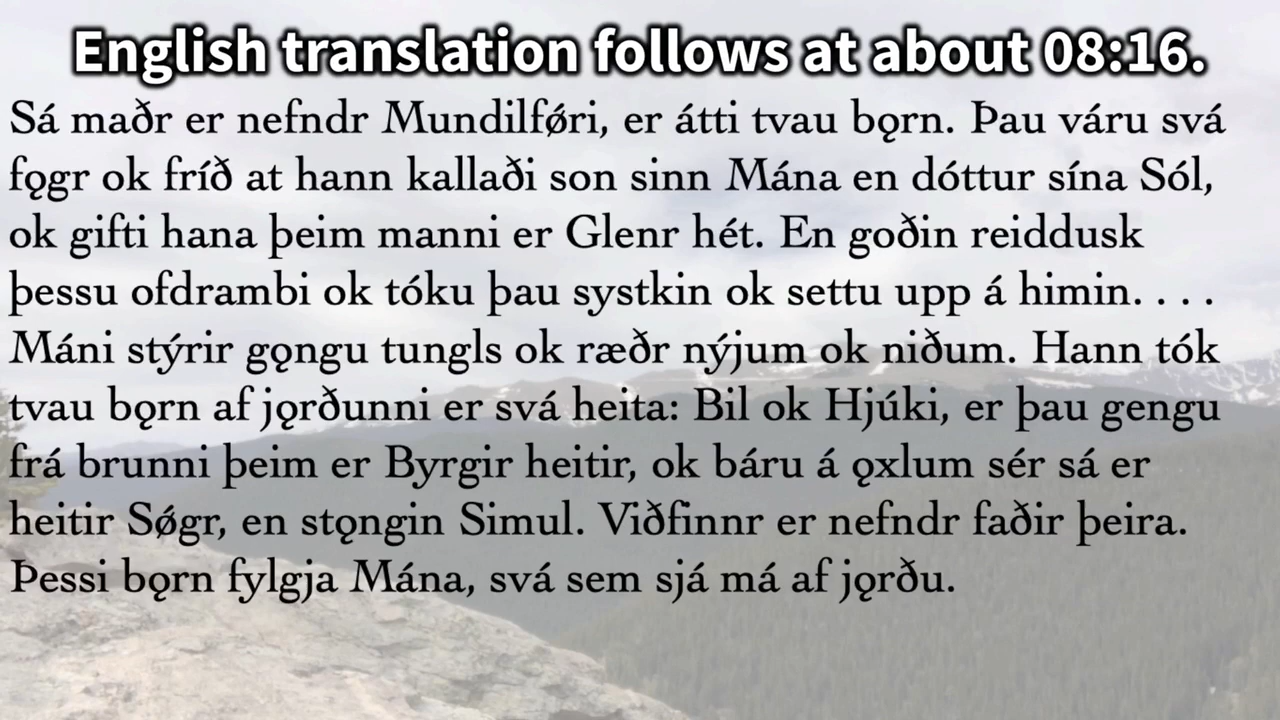 English translation follows at about 08:16.
Sá maðr er nefndr Mundilfǿri, er átti tvau bǫrn. Þau váru svá
fǫgr ok fríð at hann kallaði son sinn Mána en dóttur sína Sól,
ok gifti hana þeim manni er Glenr hét. En goðin reiddusk
þessu ofdrambi ok tóku þau systkin ok settu upp á himin. . . .
Máni stýrir gǫngu tungls ok ræðr nýjum ok niðum. Hann tók
tvau bǫrn af jǫrðunni er svá heita: Bil ok Hjúki, er þau gengu
frá brunni þeim er Byrgir heitir, ok báru á ǫxlum sér sá er
heitir Sǿgr, en stǫngin Simul. Viðfinnr er nefndr faðir þeira.
Þessi bǫrn fylgja Mána, svá sem sjá má af jǫrðu.